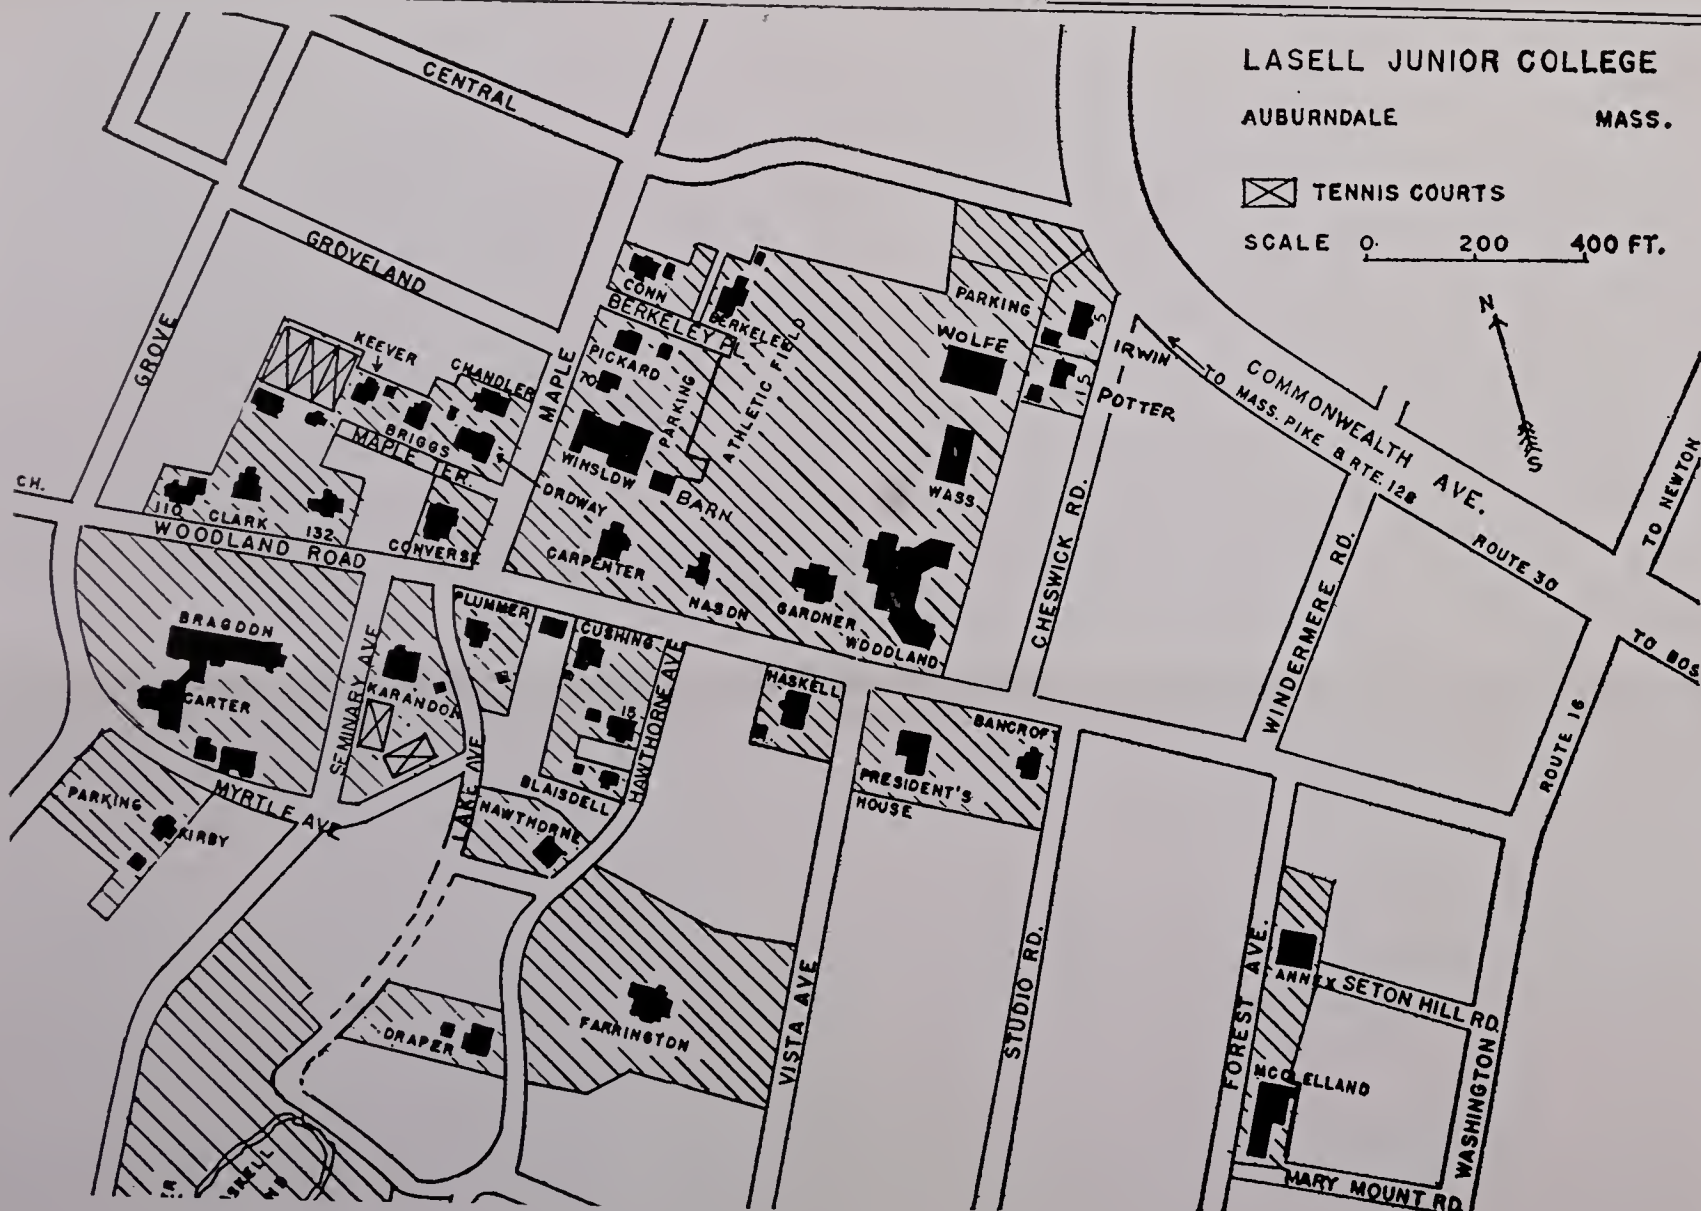 LASELL JUNIOR COLLEGE
AUBURNDALE MASS.
TENNIS COURTS
SCALE 0 200 400 FT.
N
S
CENTRAL
GROVELAND
GROVE
MAPLE
CONN
BERKELEY PL.
BERKELEY
PICKARD
70
PARKING
ATHLETIC FIELD
PARKING
WOLFE
5
IRWIN
15
POTTER
TO MASS. PIKE & RTE. 128
COMMONWEALTH AVE.
ROUTE 30
TO NEWTON
TO BOS
KEEVER
CHANDLER
BRIGGS
MAPLE TER.
ORDWAY
WINSLOW
BARN
WASS
CHESWICK RD.
WINDERMERE RD.
ROUTE 16
CH.
110
CLARK
132
WOODLAND ROAD
CONVERSE
CARPENTER
NASON
GARDNER
WOODLAND
BRAGDON
CARTER
SEMINARY AVE
KARANDON
PLUMMER
CUSHING
15
HAWTHORNE AVE
HASKELL
BANCROFT
PRESIDENT'S
HOUSE
PARKING
KIRBY
MYRTLE AVE
LAKE AVE
BLAISDELL
HAWTHORNE
DRAPER
FARRINGTON
VISTA AVE
STUDIO RD.
FOREST AVE.
ANNEX
SETON HILL RD.
MCCLELLAND
WASHINGTON
MARY MOUNT RD.